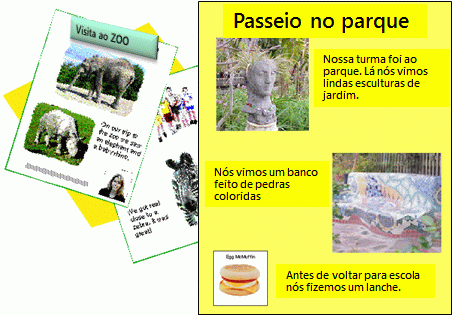 Visita ao ZOO
On our trip to
the zoo we saw
an elephant and
a baby rhino.
We got real
close to a
zebra. It was
great!
Passeio no parque
Nossa turma foi ao
parque. Lá nós vimos
lindas esculturas de
jardim.
Nós vimos um banco
feito de pedras
coloridas
Egg McMuffin
Antes de voltar para escola
nós fizemos um lanche.